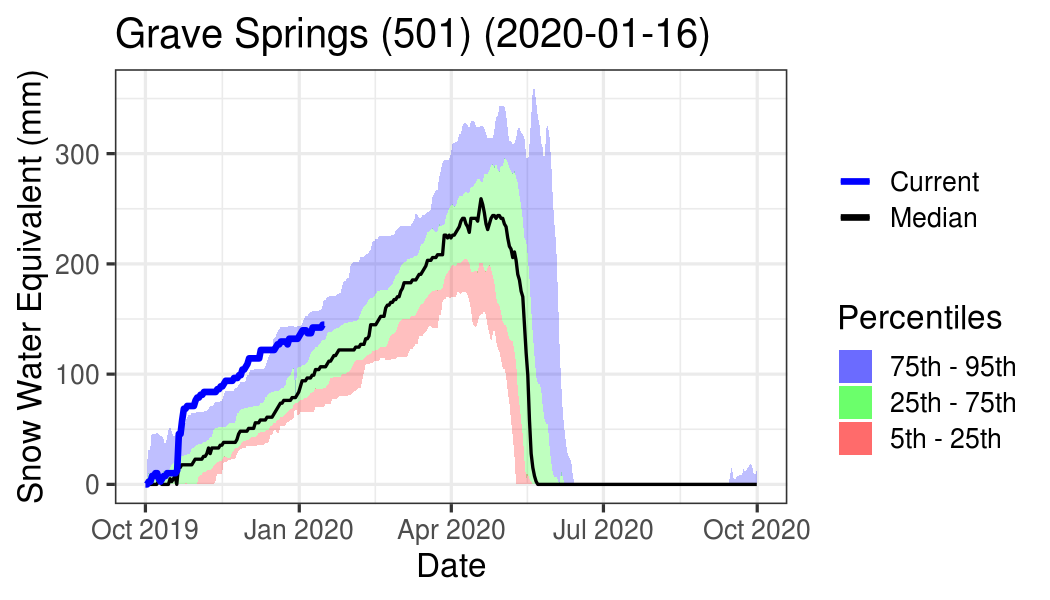 Grave Springs (501) (2020-01-16)
Snow Water Equivalent (mm)
300
200
100
0
Oct 2019
Jan 2020
Apr 2020
Jul 2020
Oct 2020
Date
Current
Median
Percentiles
75th - 95th
25th - 75th
5th - 25th